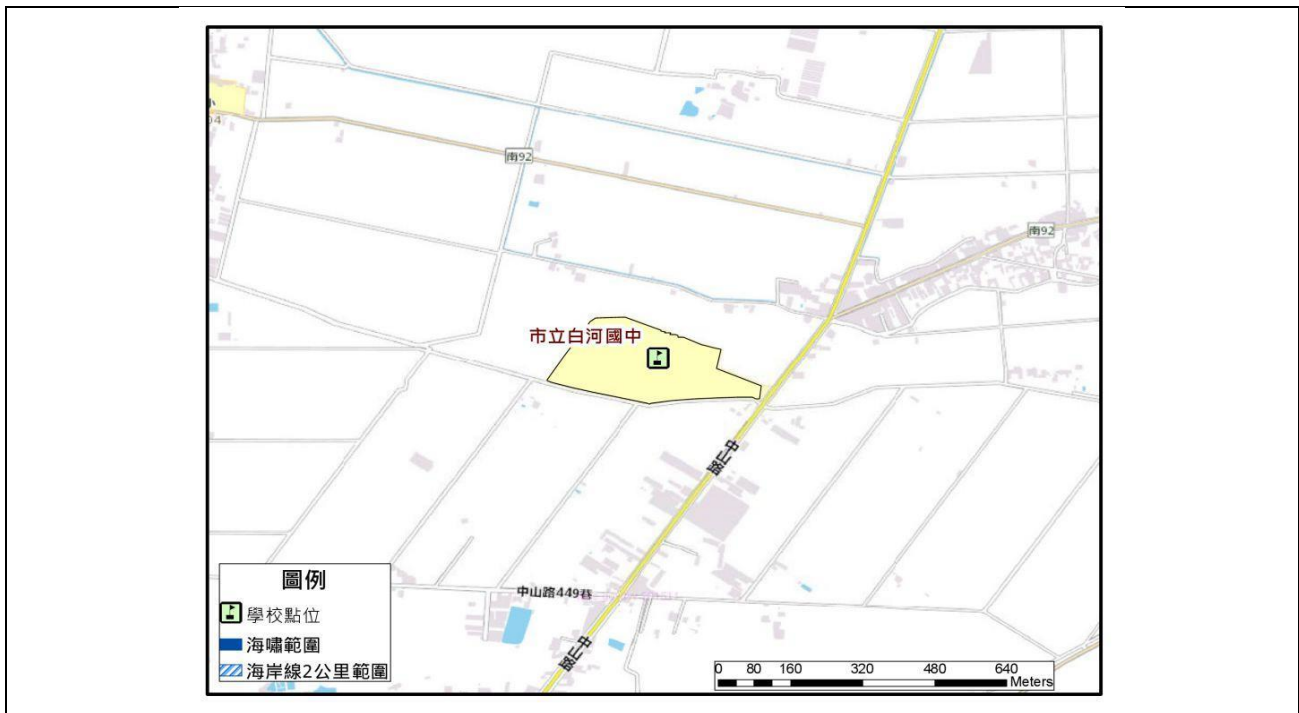 小
04
南92
南92
市立白河國中
中山路
中山路449巷
中山路
圖例
學校點位
海嘯範圍
海岸線2公里範圍
0 80 160 320 480 640
Meters